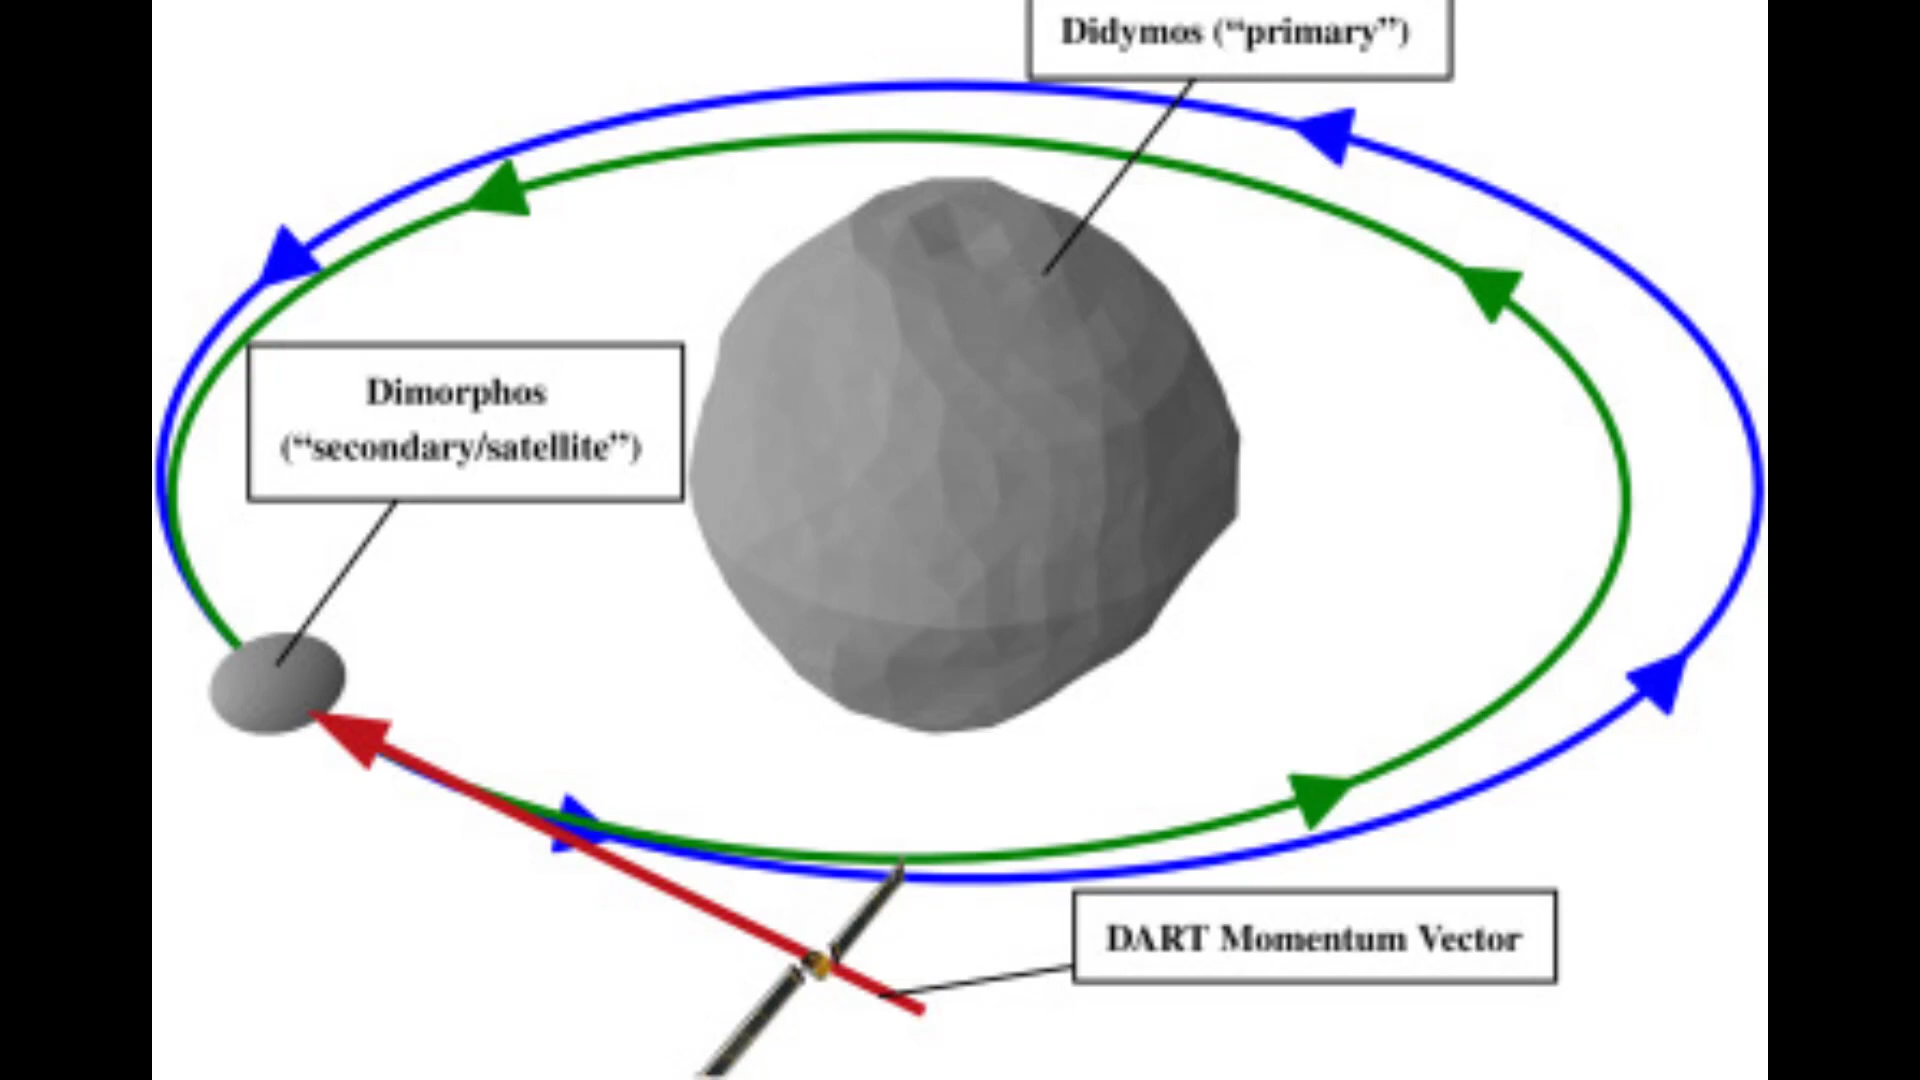 Didymos (“primary”)
Dimorphos
(“secondary/satellite”)
DART Momentum Vector